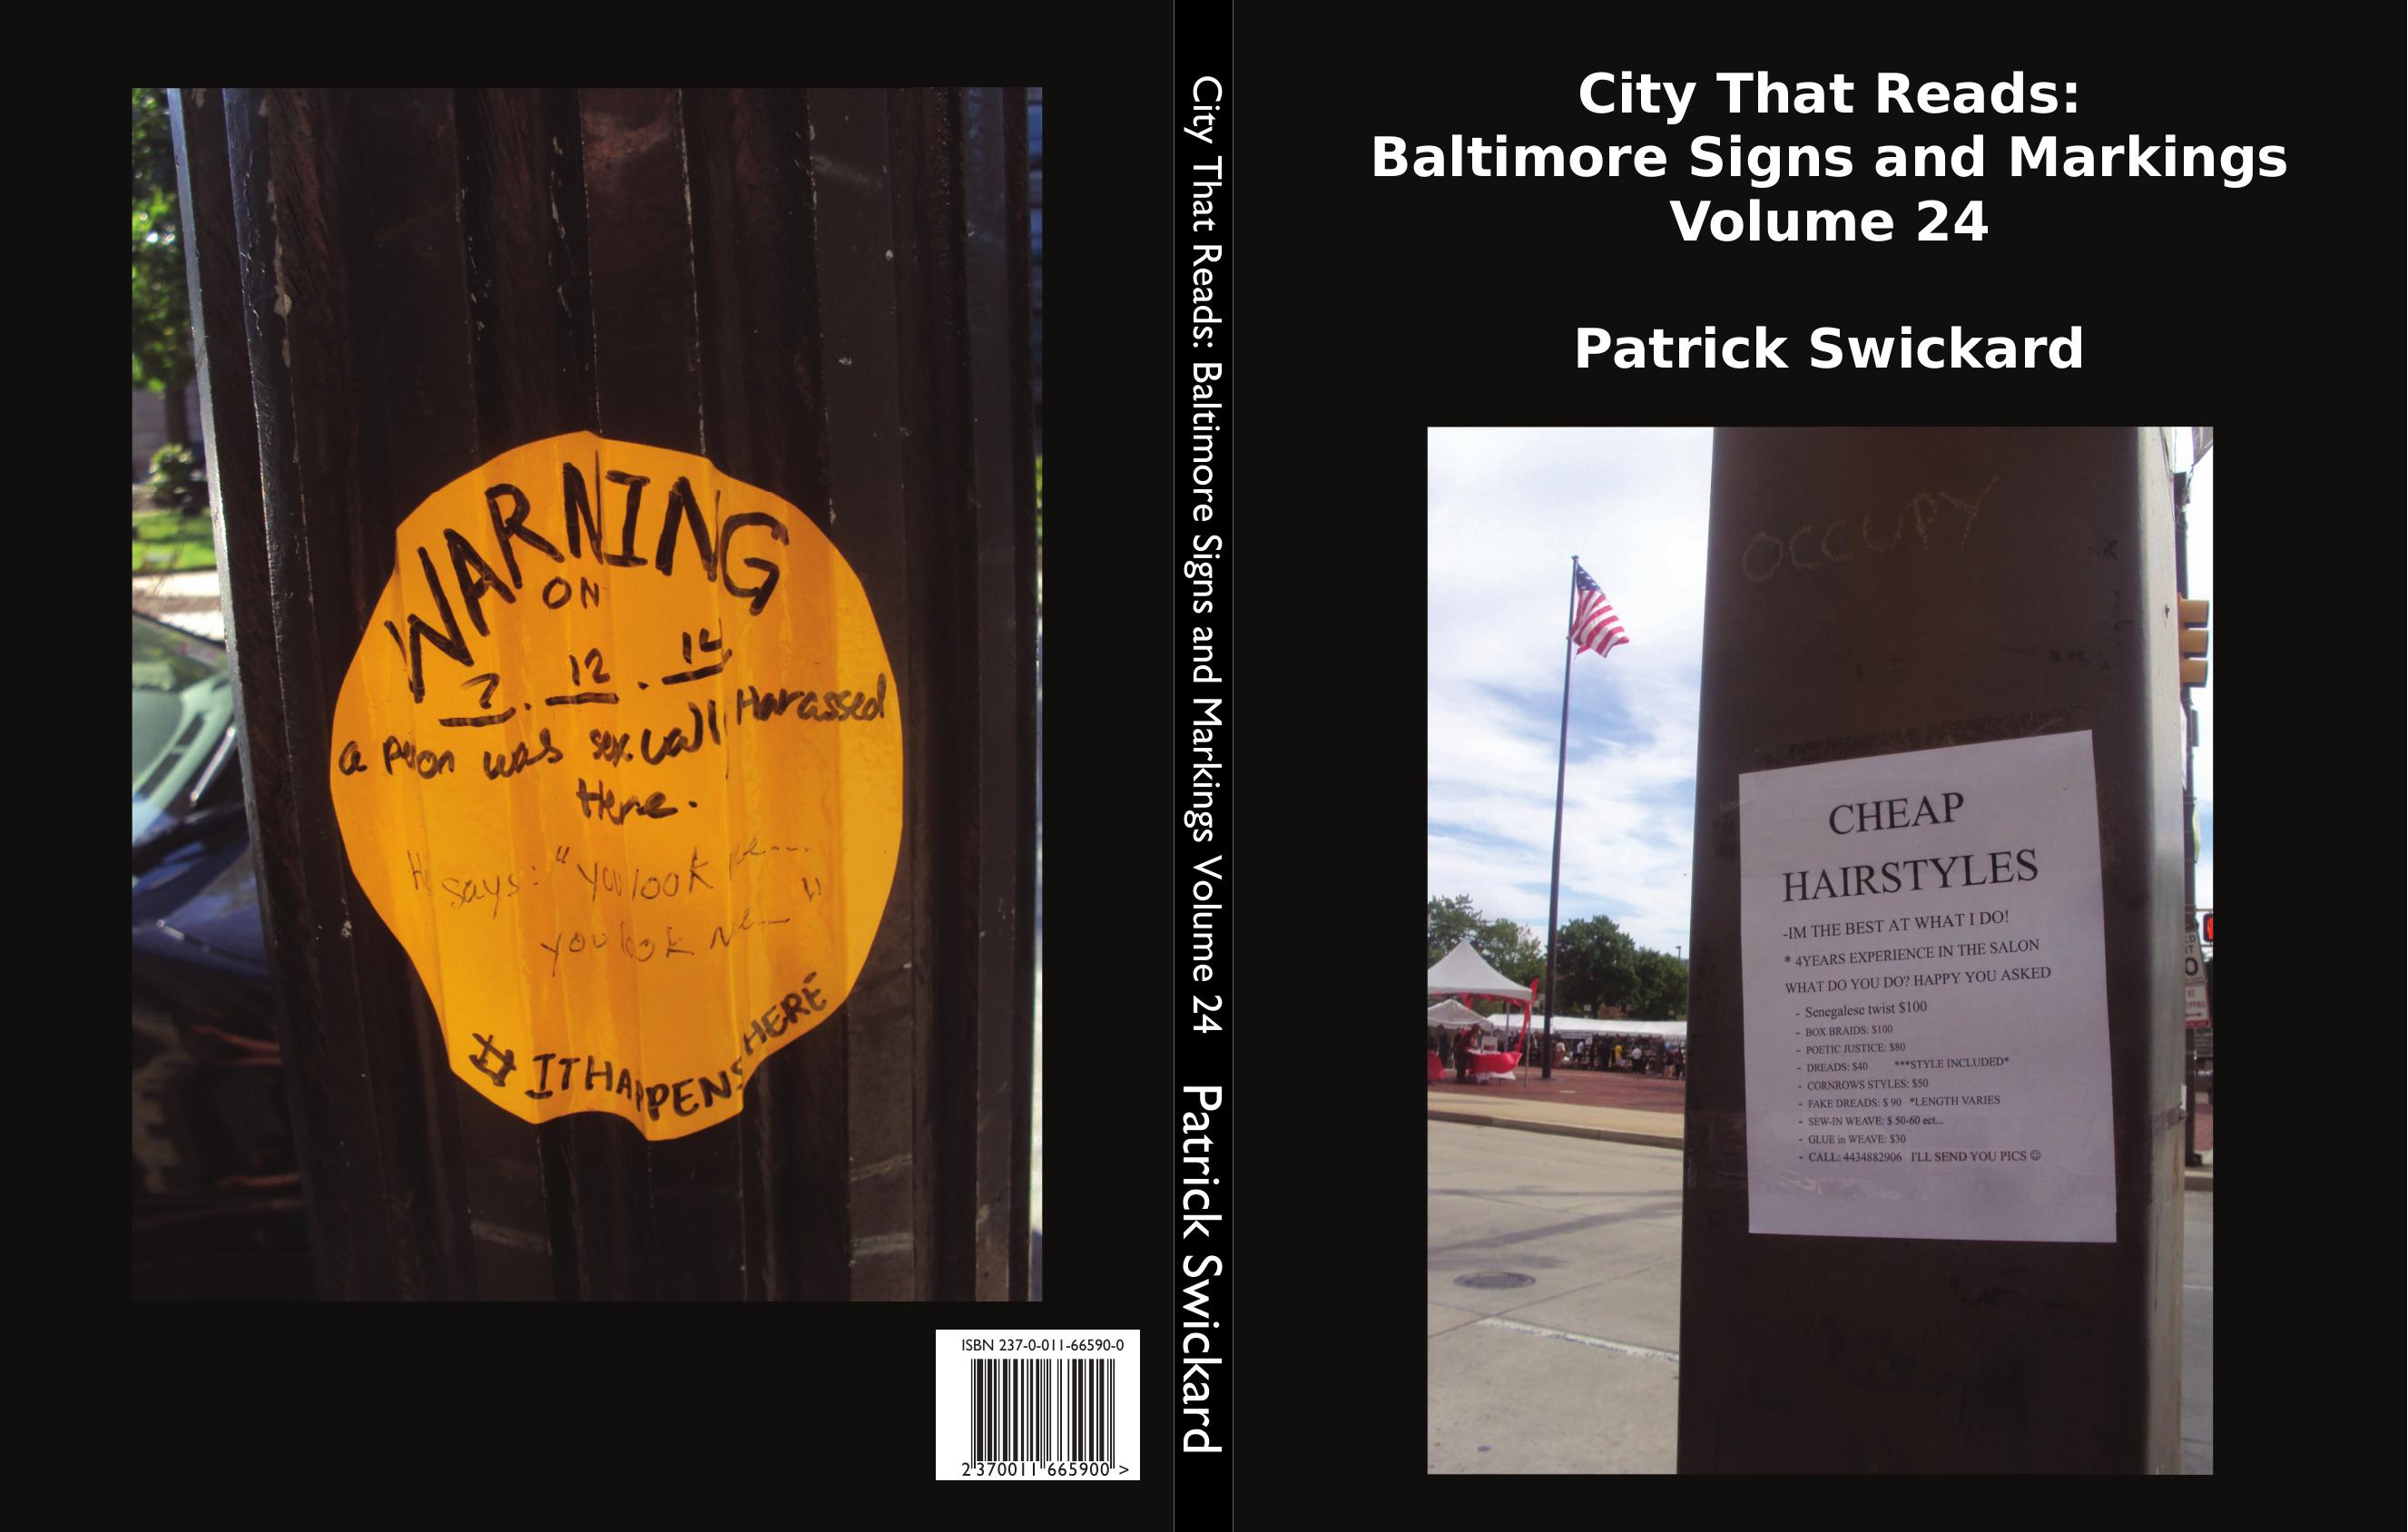 City That Reads:
Baltimore Signs and Markings
Volume 24
Patrick Swickard
OCCUPY
CHEAP
HAIRSTYLES
-IM THE BEST AT WHAT I DO!
* 4YEARS EXPERIENCE IN THE SALON
WHAT DO YOU DO? HAPPY YOU ASKED
- Senegalese twist $100
- BOX BRAIDS: $100
- POETIC JUSTICE: $80
- DREADS: $40 ***STYLE INCLUDED*
- CORNROWS STYLES: $50
- FAKE DREADS: $ 90 *LENGTH VARIES
- SEW-IN WEAVE: $ 50-60 ect...
- GLUE in WEAVE: $30
- CALL: 4434882906 I'LL SEND YOU PICS ☺
City That Reads: Baltimore Signs and Markings Volume 24 Patrick Swickard
WARNING
ON
7.12.14
a was Harassed
Here.
says: "you look
you look "
#ITHAPPENSHERE
ISBN 237-0-011-66590-0
2 370011 665900 >